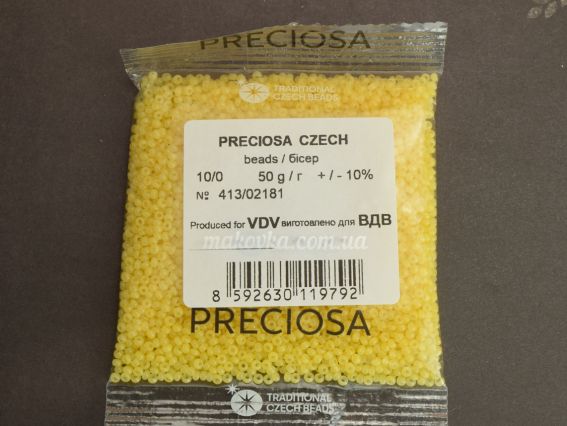 PRECIOSA
TRADITIONAL
CZECH BEADS
PRECIOSA CZECH
beads / бісер
10/0 50 g / г + / - 10%
№ 413/02181
Produced for VDV виготовлено для ВДВ
makovka.com.ua
8 592630 119792
PRECIOSA
TRADITIONAL
CZECH BEADS